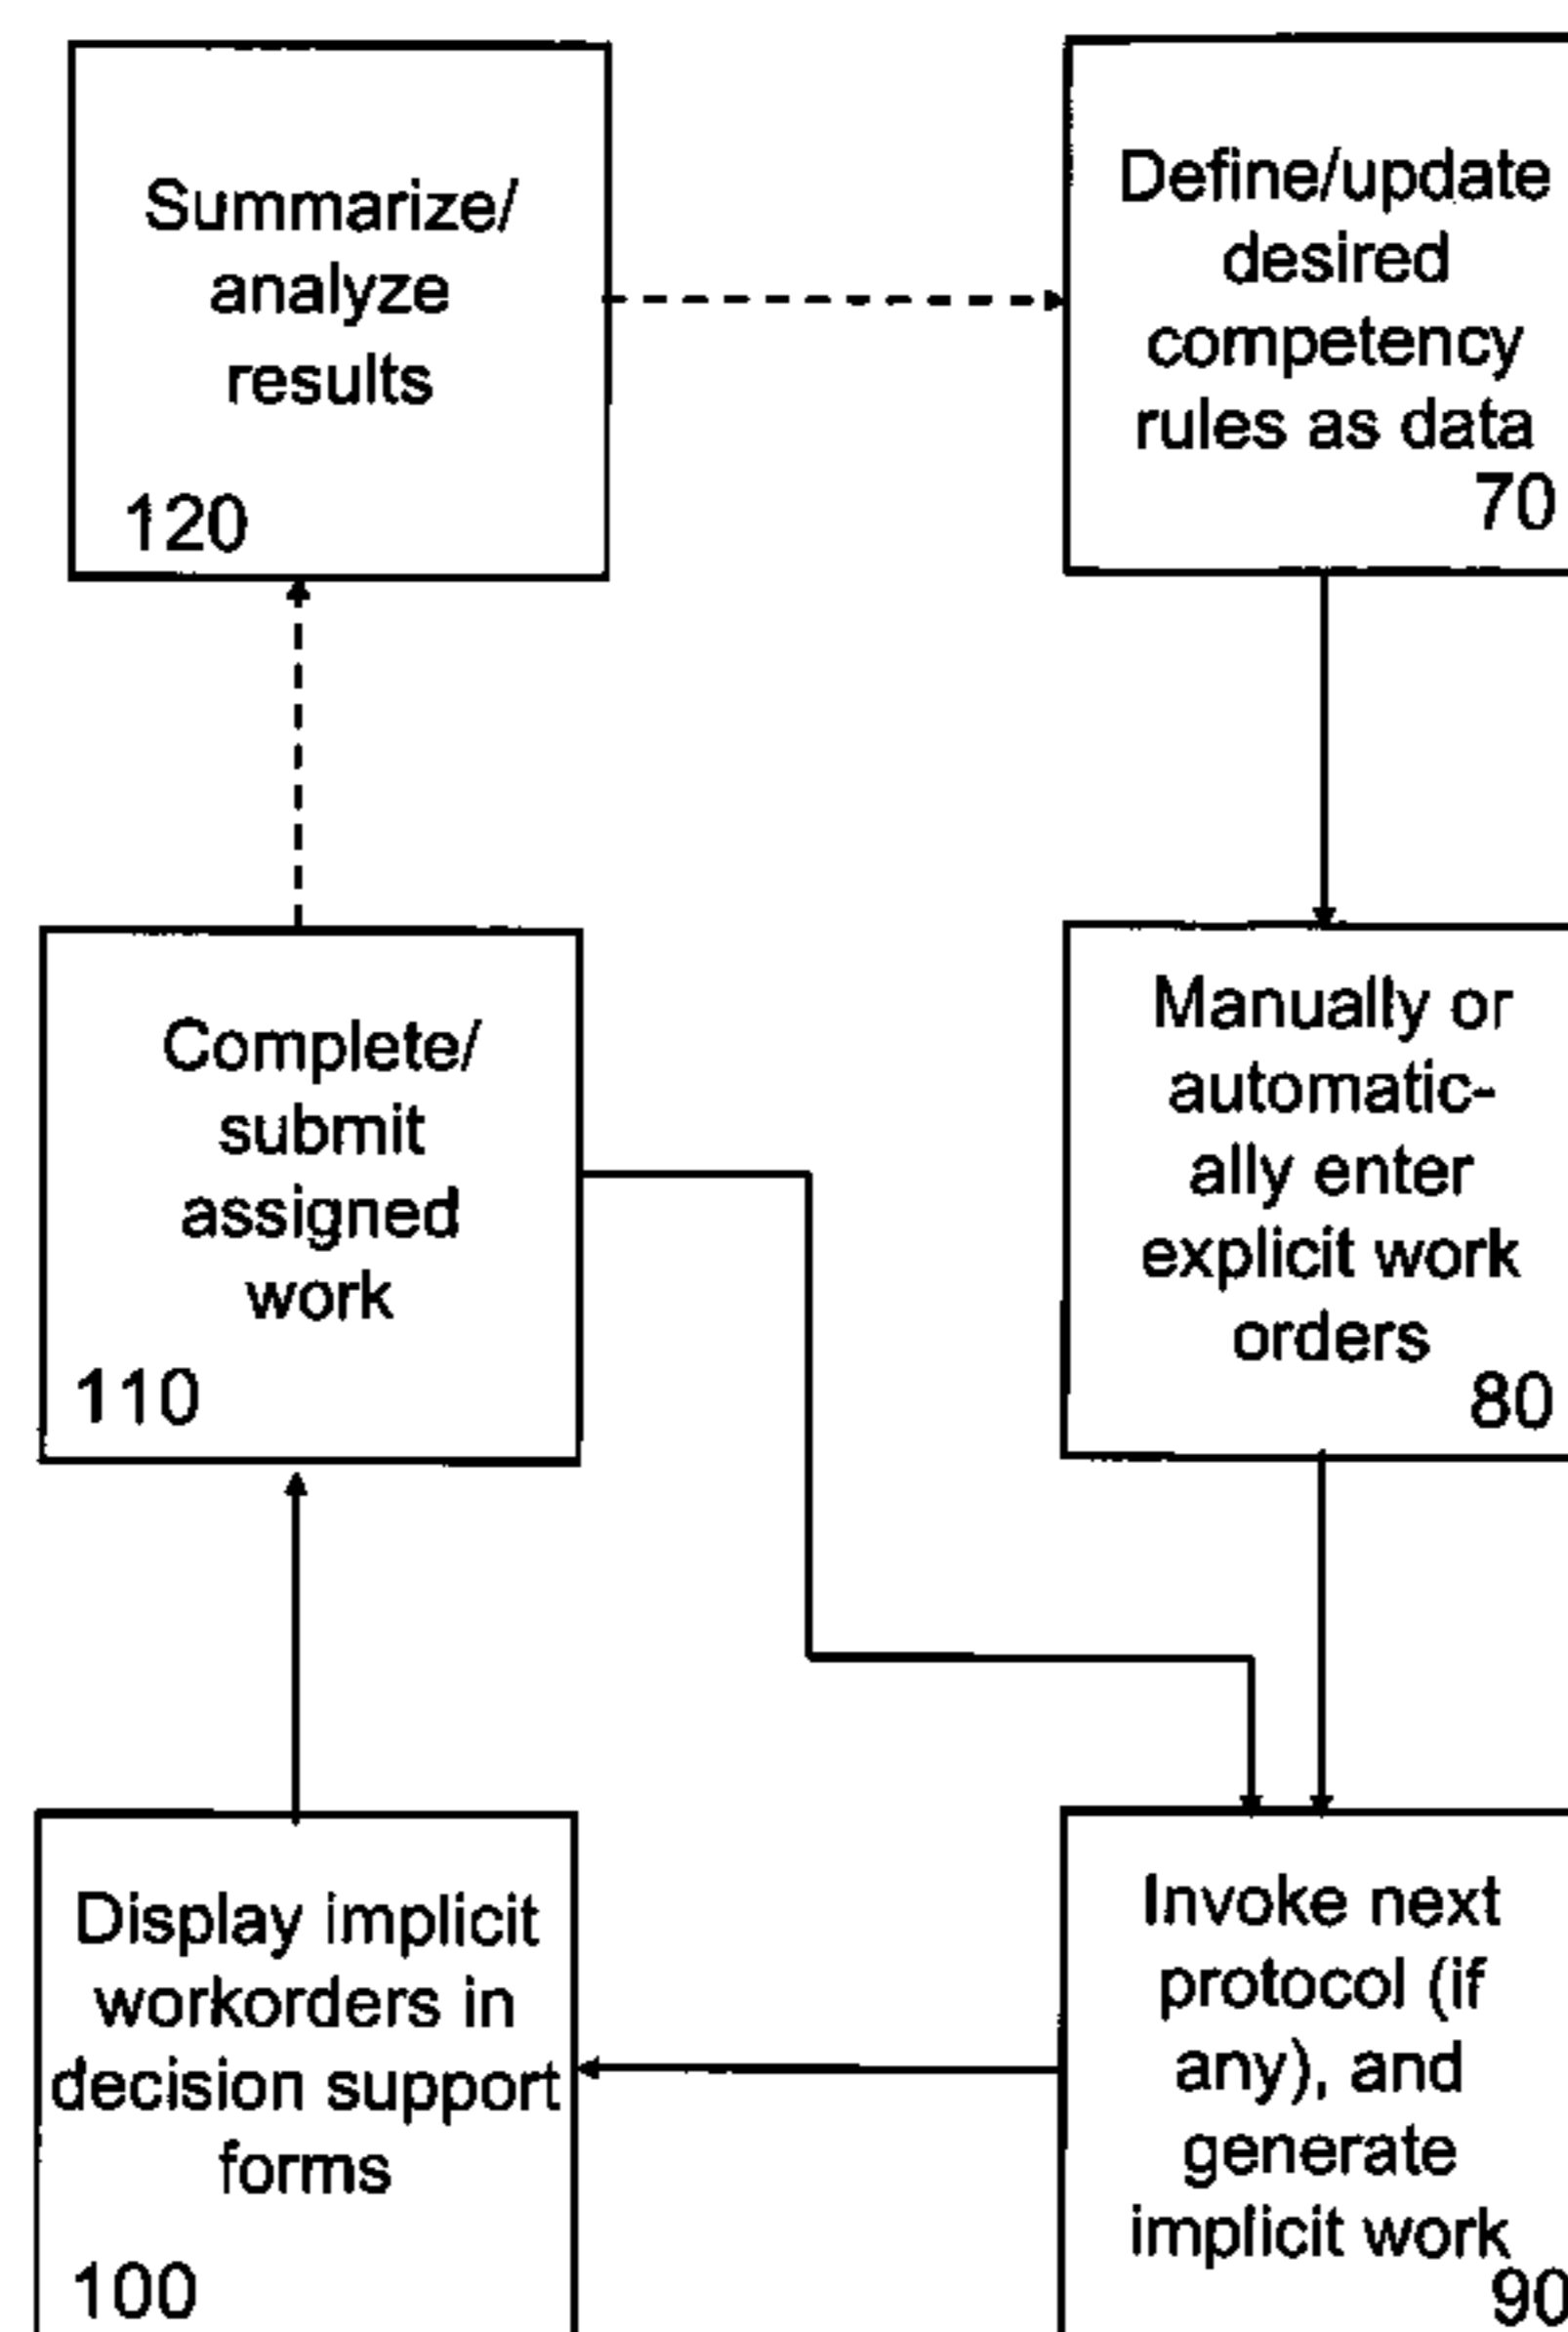 Summarize/
analyze
results
120
Define/update
desired
competency
rules as data
70
Complete/
submit
assigned
work
110
Manually or
automatic-
ally enter
explicit work
orders
80
Display implicit
workorders in
decision support
forms
100
Invoke next
protocol (if
any), and
generate
implicit work
90